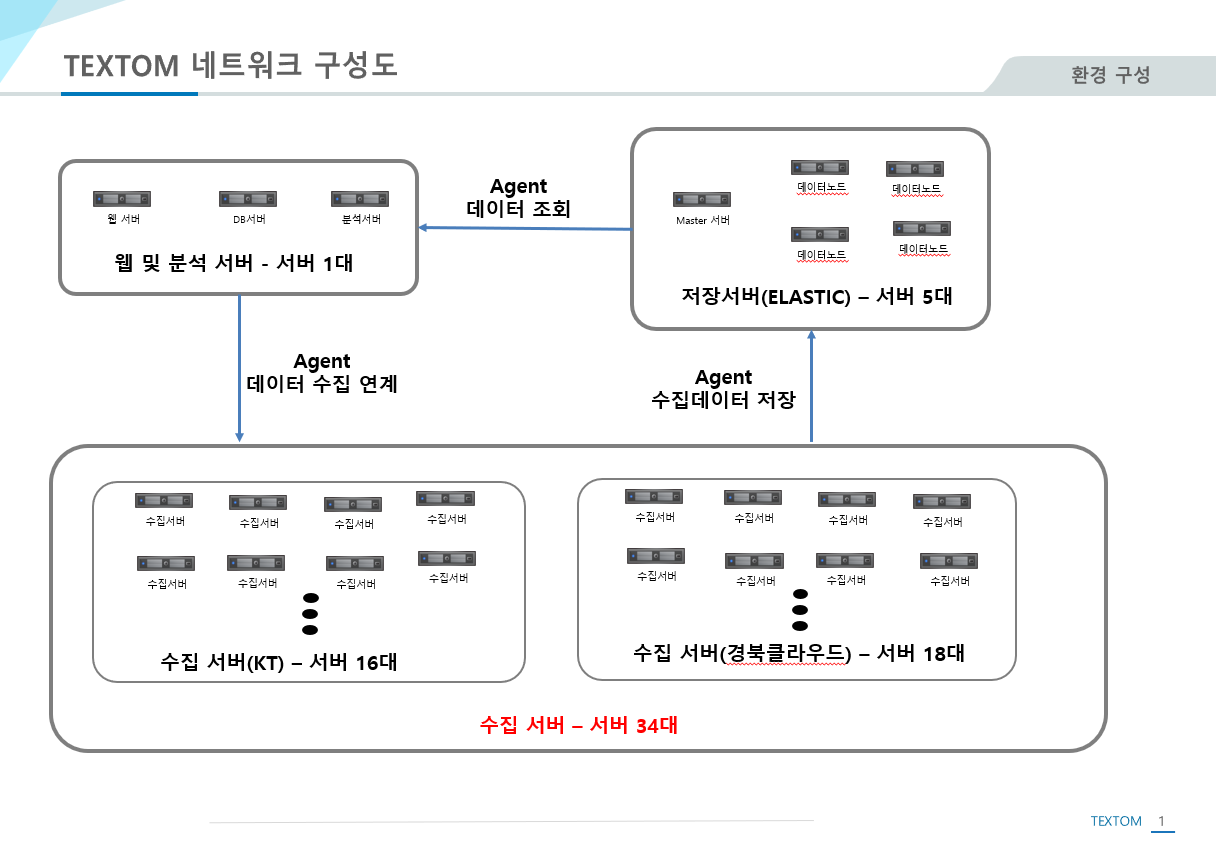 TEXTOM 네트워크 구성도
환경 구성
웹 서버
DB서버
분석서버
웹 및 분석 서버 - 서버 1대
Agent
데이터 조회
Master 서버
데이터노드
데이터노드
데이터노드
데이터노드
저장서버(ELASTIC) – 서버 5대
Agent
데이터 수집 연계
Agent
수집데이터 저장
수집서버
수집서버
수집서버
수집서버
수집서버
수집서버
수집서버
수집서버
수집 서버(KT) – 서버 16대
수집서버
수집서버
수집서버
수집서버
수집서버
수집서버
수집서버
수집서버
수집 서버(경북클라우드) – 서버 18대
수집 서버 – 서버 34대
TEXTOM 1